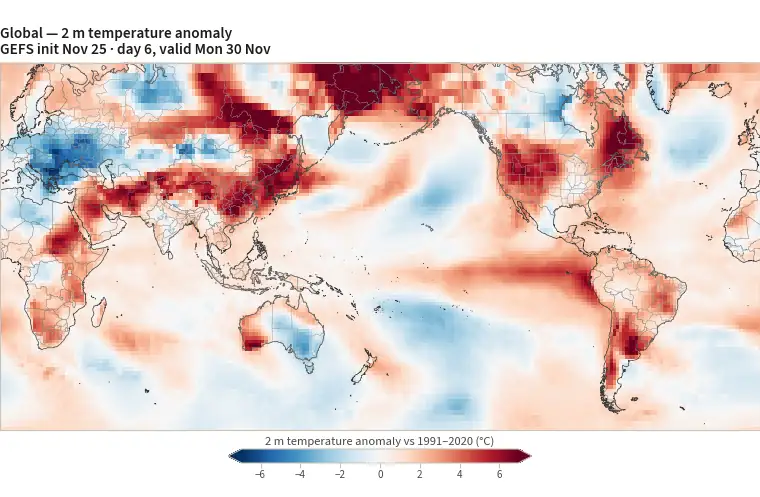 Global — 2 m temperature anomaly
GEFS init Nov 25 · day 6, valid Mon 30 Nov
2 m temperature anomaly vs 1991–2020 (°C)
−6 −4 −2 0 2 4 6